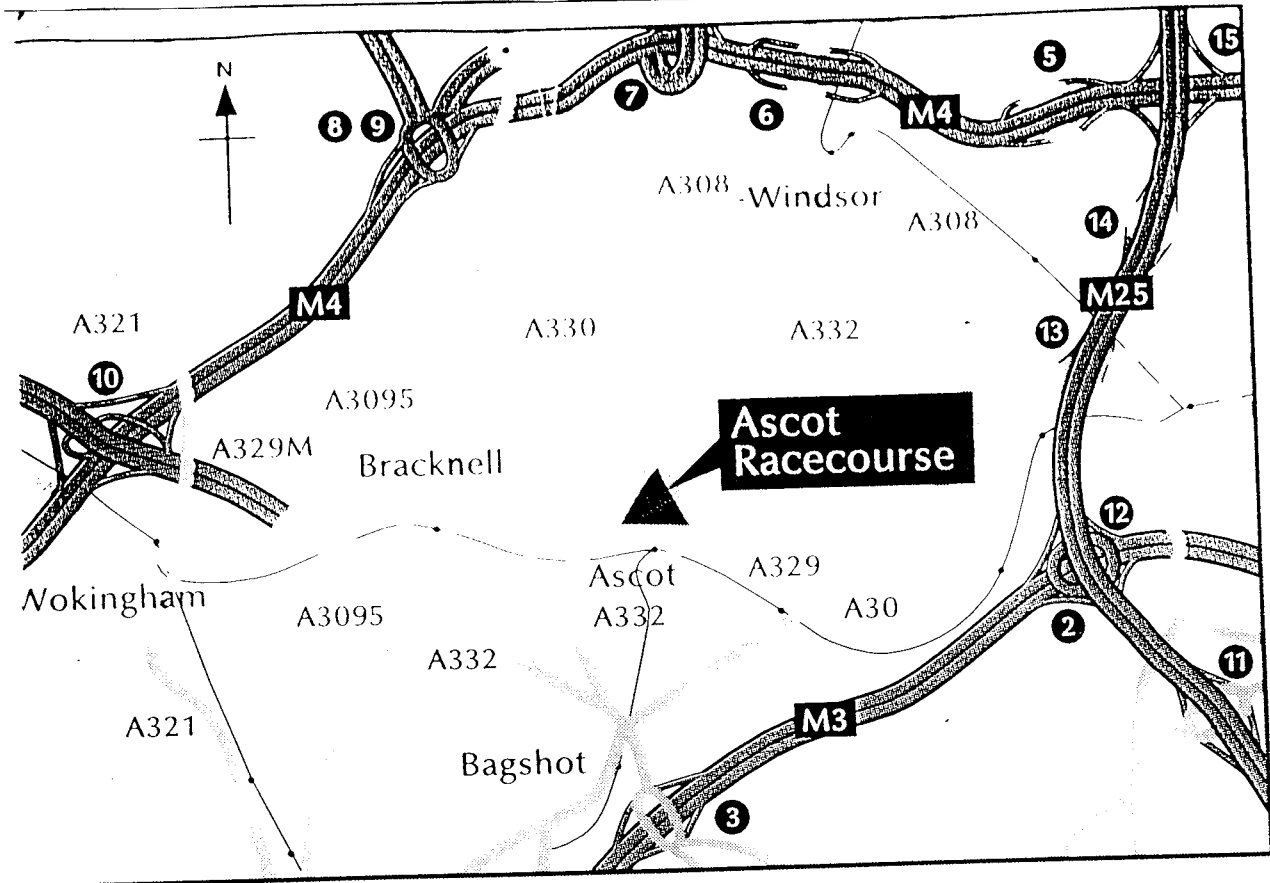 N
8 9
7
6
5
15
M4
A308
Windsor
A308
14
M4
M25
A321
A330
A332
13
10
A3095
Ascot
Racecourse
A329M
Bracknell
12
Ascot
A329
Wokingham
A3095
A332
A30
2
A332
11
A321
M3
Bagshot
3